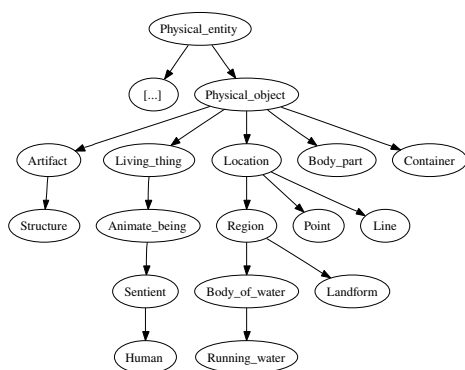 Physical_entity
[...]
Physical_object
Artifact
Living_thing
Location
Body_part
Container
Structure
Animate_being
Region
Point
Line
Sentient
Body_of_water
Landform
Human
Running_water